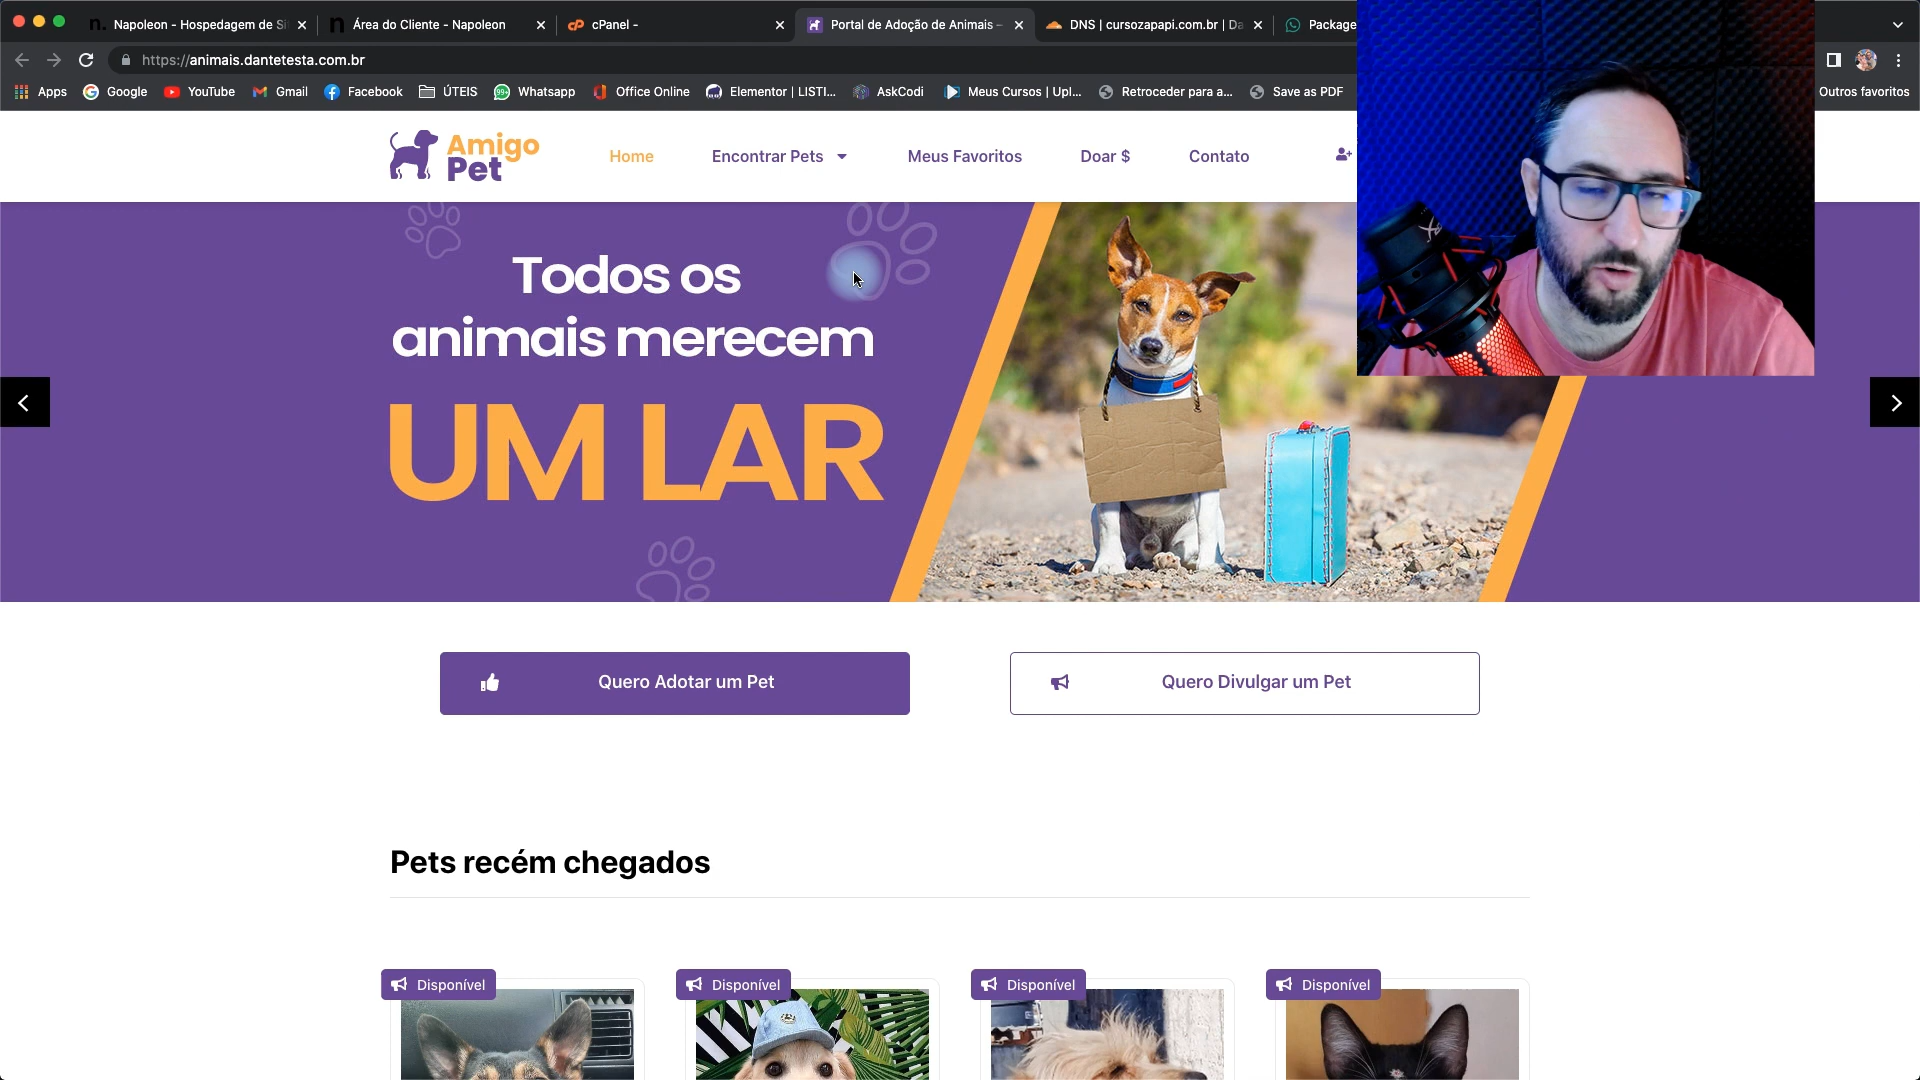 Napoleon - Hospedagem de Si
Área do Cliente - Napoleon
cPanel -
Portal de Adoção de Animais –
DNS | cursozapapi.com.br | Da
Package
https://animais.dantetesta.com.br
Apps
Google
YouTube
Gmail
Facebook
ÚTEIS
Whatsapp
Office Online
Elementor | LISTI...
AskCodi
Meus Cursos | Upl...
Retroceder para a...
Save as PDF
Outros favoritos
Amigo
Pet
Home
Encontrar Pets
Meus Favoritos
Doar $
Contato
Todos os
animais merecem
UM LAR
Quero Adotar um Pet
Quero Divulgar um Pet
Pets recém chegados
Disponível
Disponível
Disponível
Disponível